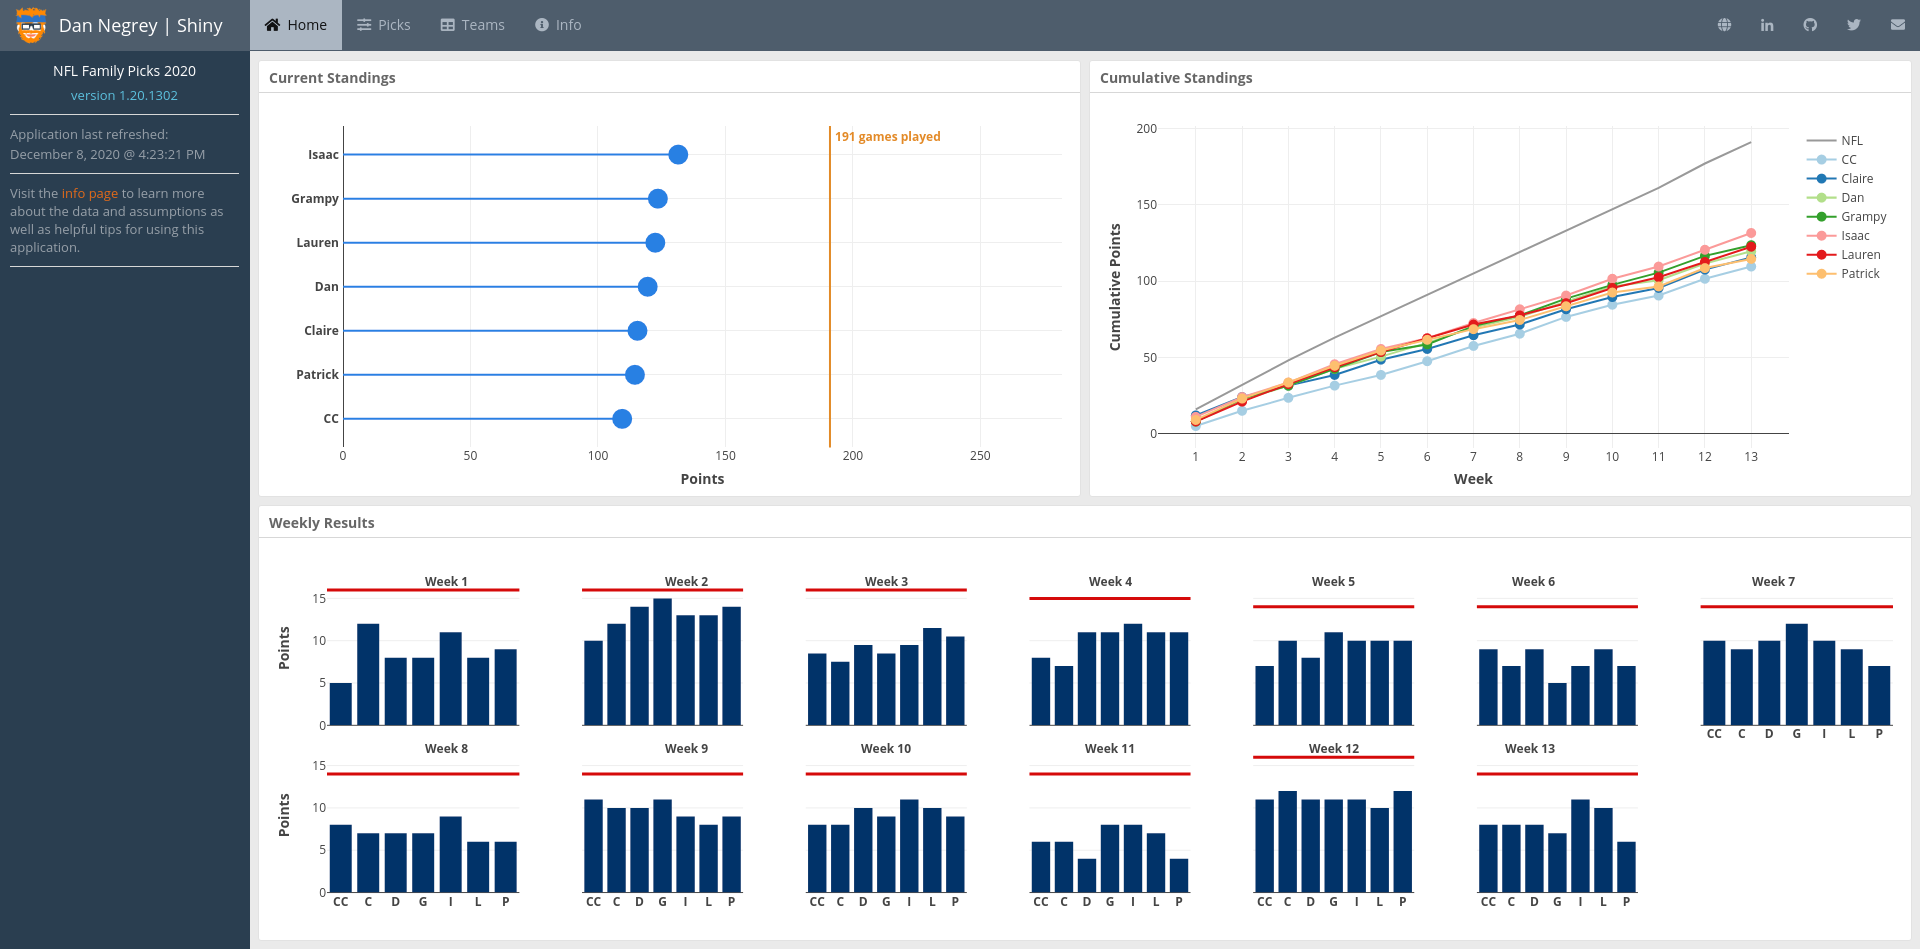 Dan Negrey | Shiny
Home
Picks
Teams
Info
NFL Family Picks 2020
version 1.20.1302
Application last refreshed:
December 8, 2020 @ 4:23:21 PM
Visit the info page to learn more
about the data and assumptions as
well as helpful tips for using this
application.
Current Standings
191 games played
Isaac
Grampy
Lauren
Dan
Claire
Patrick
CC
0 50 100 150 200 250
Points
Cumulative Standings
Cumulative Points
200
150
100
50
0
1 2 3 4 5 6 7 8 9 10 11 12 13
Week
NFL
CC
Claire
Dan
Grampy
Isaac
Lauren
Patrick
Weekly Results
Week 1 Week 2 Week 3 Week 4 Week 5 Week 6 Week 7
Points
15
10
5
0
CC C D G I L P
Week 8 Week 9 Week 10 Week 11 Week 12 Week 13
Points
15
10
5
0
CC C D G I L P CC C D G I L P CC C D G I L P CC C D G I L P CC C D G I L P CC C D G I L P